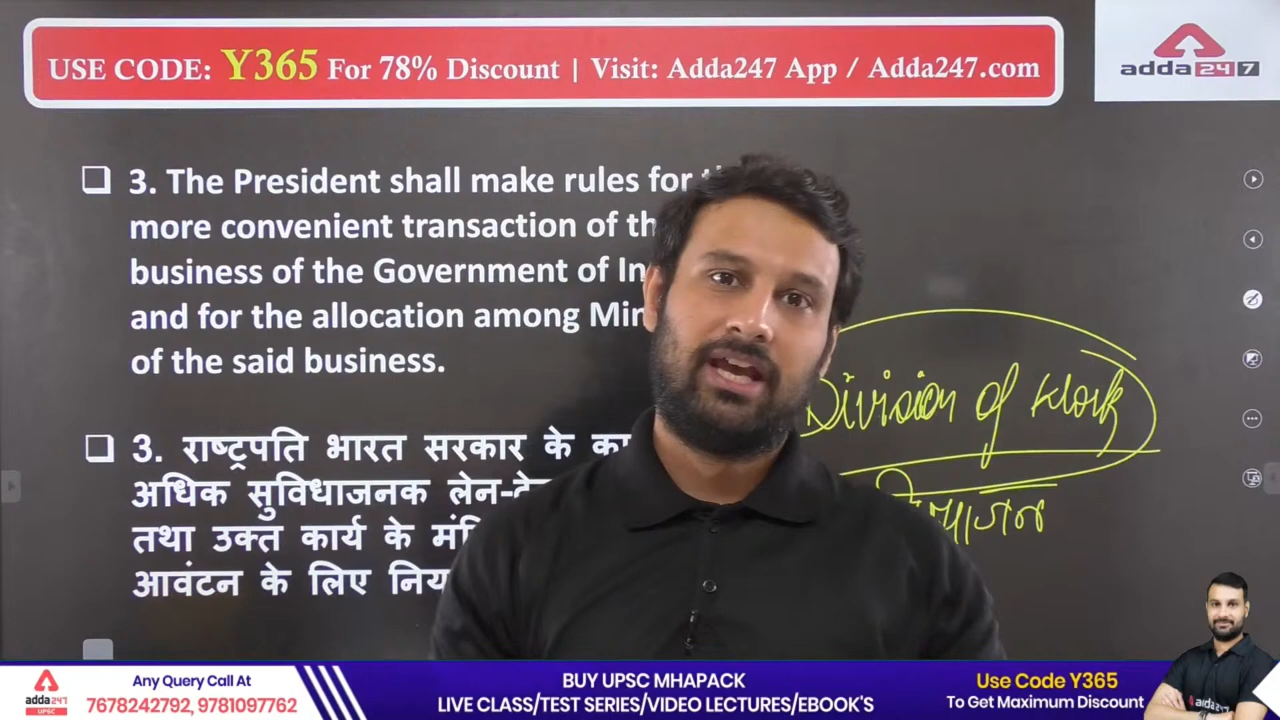 USE CODE: Y365 For 78% Discount | Visit: Adda247 App / Adda247.com
adda247
3. The President shall make rules for
more convenient transaction of
business of the Government of
and for the allocation among
of the said business.
Division of Work
3. राष्ट्रपति भारत सरकार के
अधिक सुविधाजनक
तथा उक्त कार्य के
आवंटन के लिए
adda247
UPSC
Any Query Call At
7678242792, 9781097762
BUY UPSC MHAPACK
LIVE CLASS/TEST SERIES/VIDEO LECTURES/EBOOK'S
Use Code Y365
To Get Maximum Discount